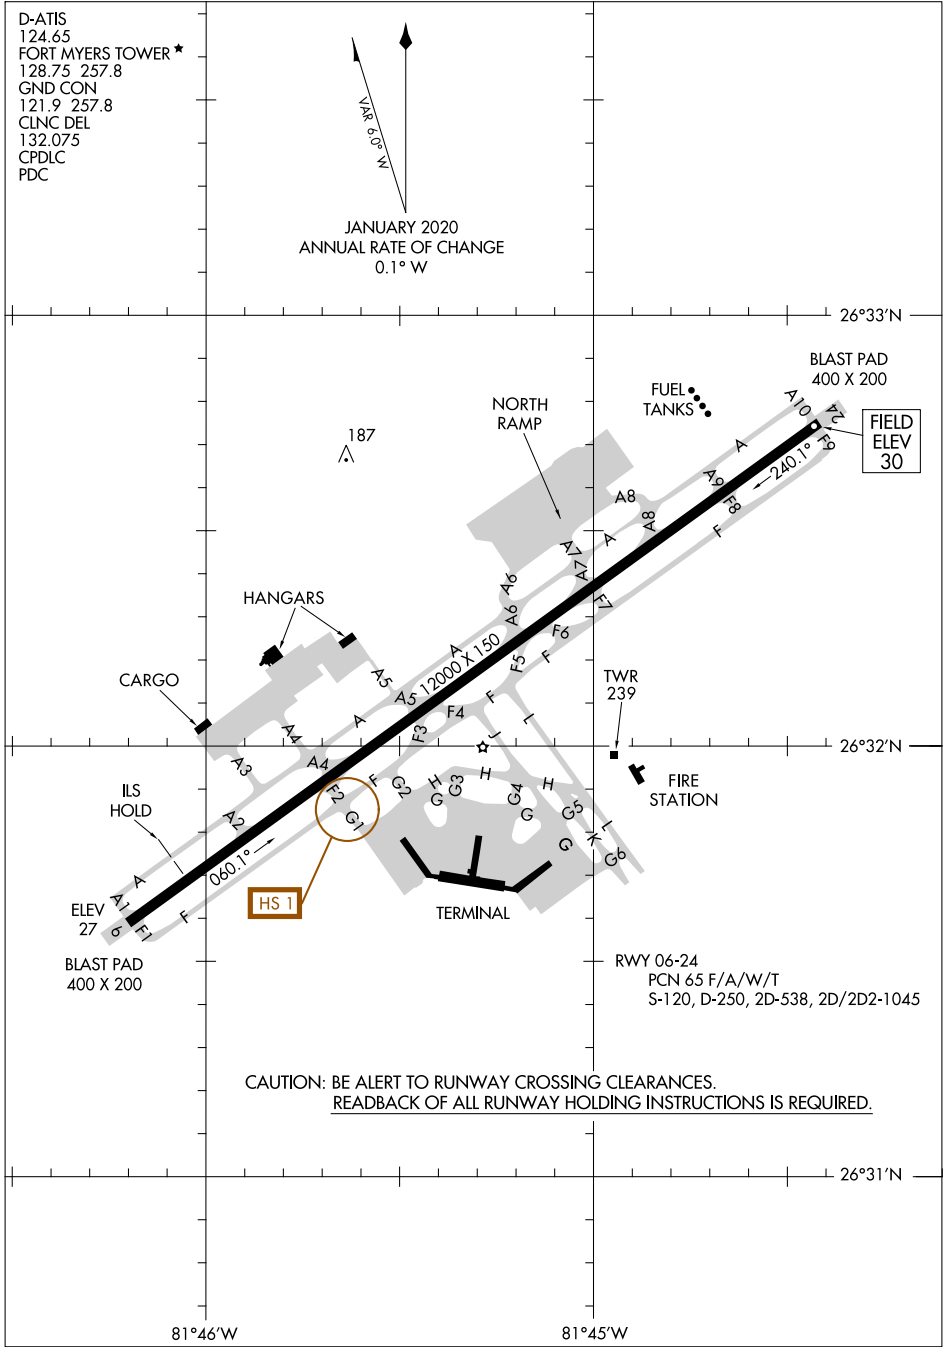 D-ATIS
124.65
FORT MYERS TOWER ★
128.75 257.8
GND CON
121.9 257.8
CLNC DEL
132.075
CPDLC
PDC
VAR 6.0° W
JANUARY 2020
ANNUAL RATE OF CHANGE
0.1° W
26°33'N
BLAST PAD
400 X 200
FUEL
TANKS
A10
24
NORTH
RAMP
FIELD
ELEV
30
F9
187
A
240.1°
A9
F8
A8
A8
F
A
A7
A7
A6
A6
F7
HANGARS
F6
A
12000 X 150
F5
F
A5
A5
CARGO
TWR
239
F
F4
L
A
F3
J
A4
26°32'N
A4
A3
F
G2
H
G3
H
G4
H
FIRE
STATION
ILS
HOLD
F2
G
G
G5
A2
G1
L
K
G
G6
060.1°
A
A1
HS 1
F
ELEV
27
6
F1
TERMINAL
BLAST PAD
400 X 200
RWY 06-24
PCN 65 F/A/W/T
S-120, D-250, 2D-538, 2D/2D2-1045
CAUTION: BE ALERT TO RUNWAY CROSSING CLEARANCES.
READBACK OF ALL RUNWAY HOLDING INSTRUCTIONS IS REQUIRED.
26°31'N
81°46'W
81°45'W